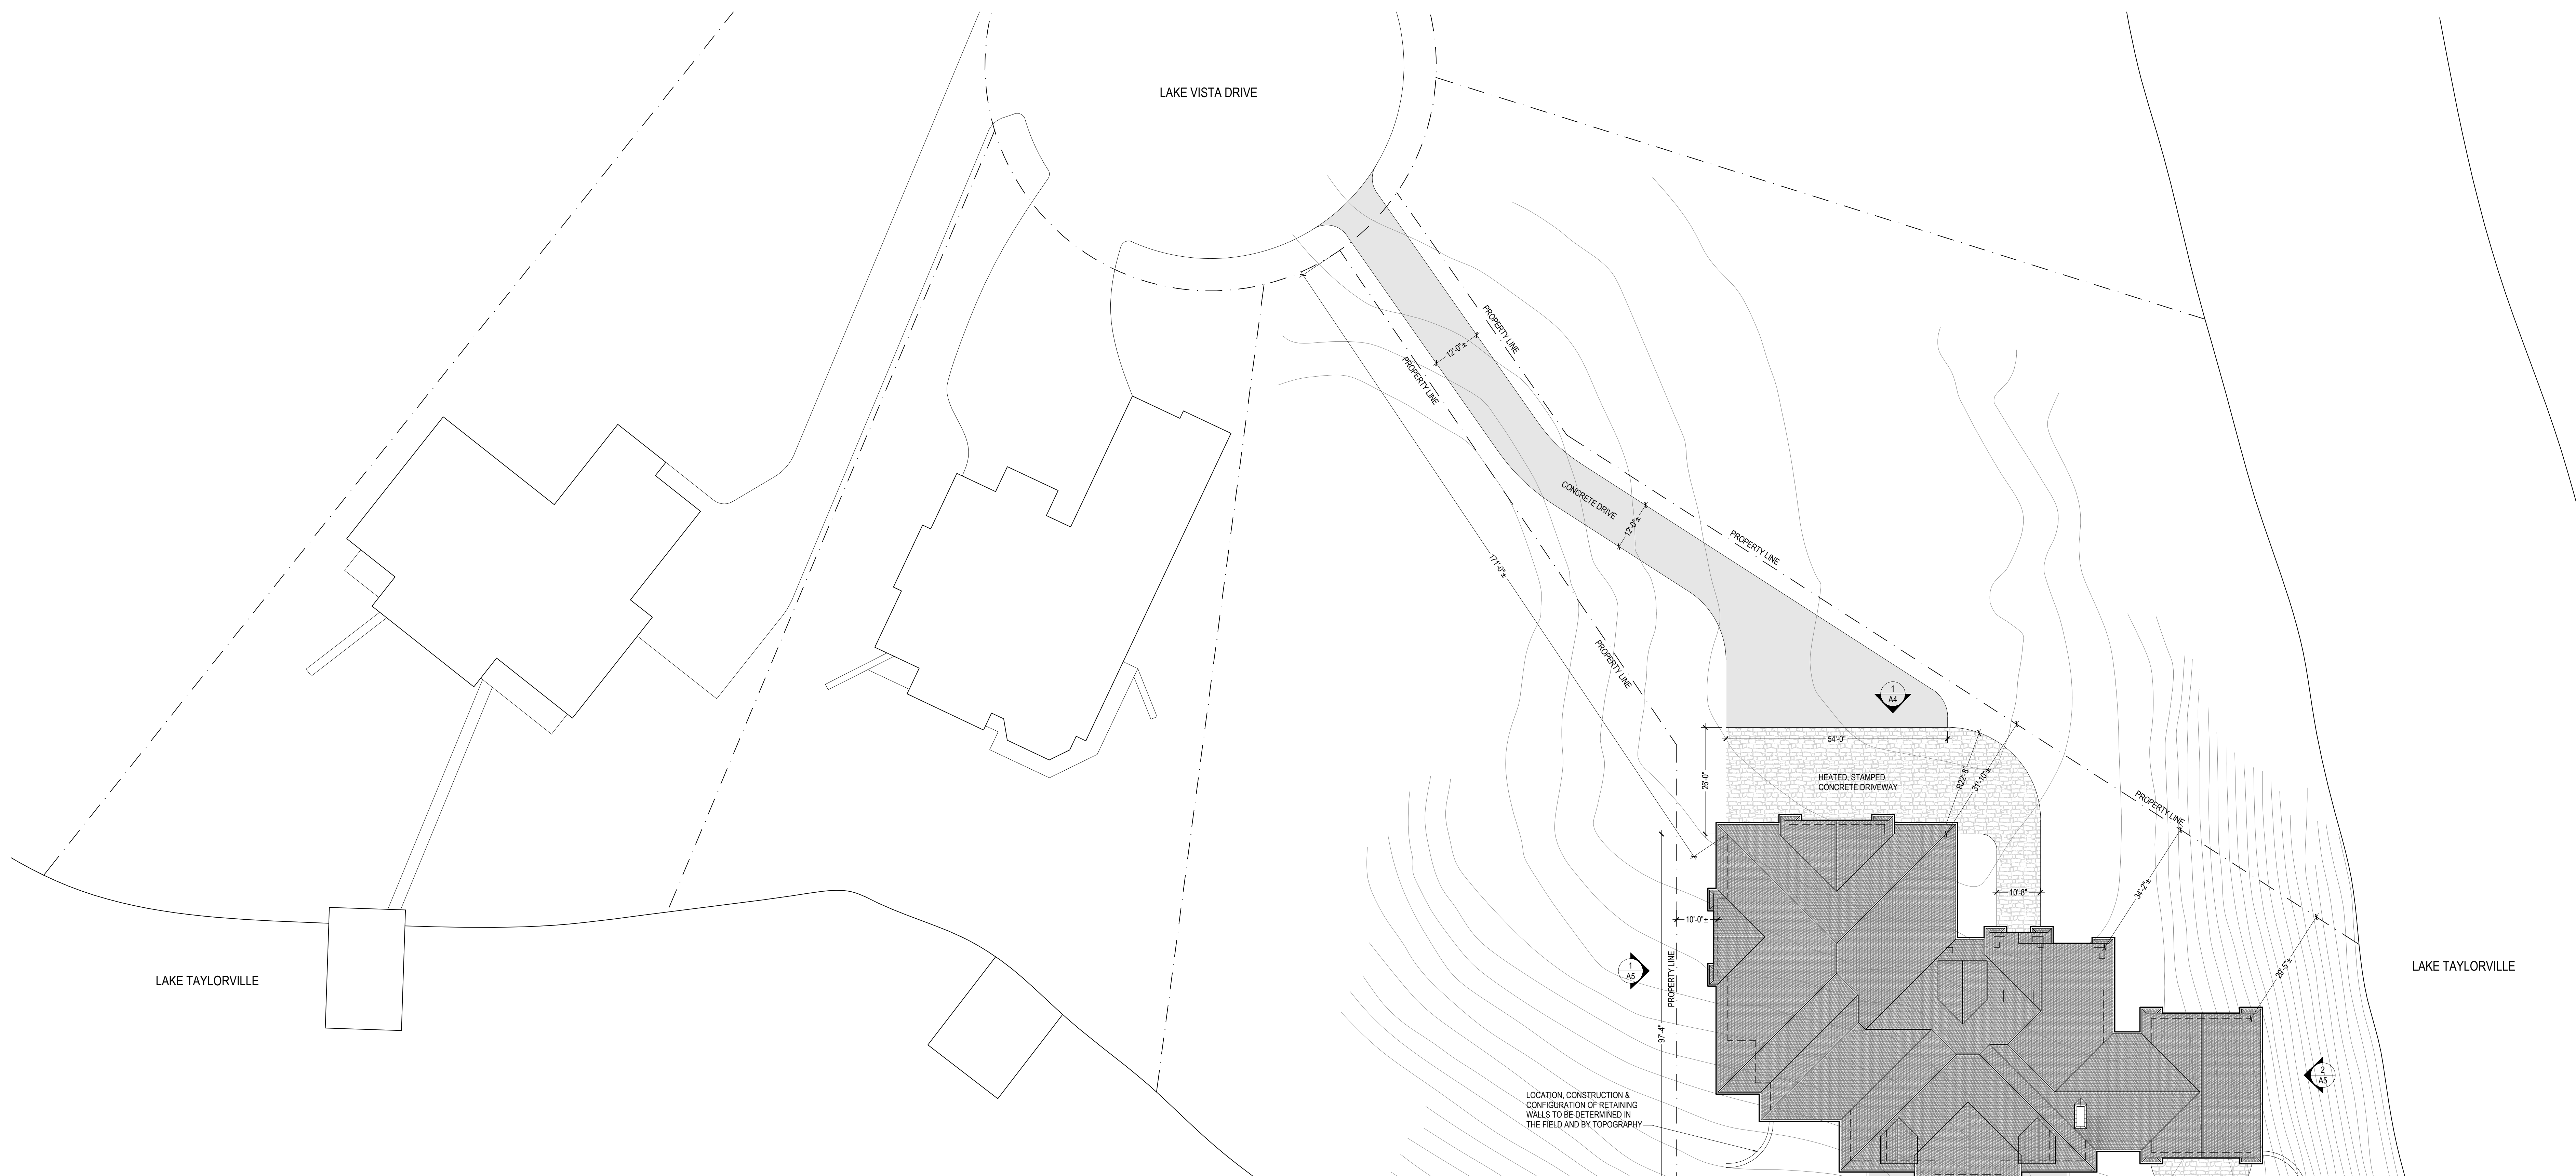 LAKE VISTA DRIVE
PROPERTY LINE
12'-0"±
PROPERTY LINE
CONCRETE DRIVE
12'-0"±
PROPERTY LINE
171'-0"±
PROPERTY LINE
1
A4
54'-0"
26'-0"
HEATED, STAMPED
CONCRETE DRIVEWAY
R22'-8"
31'-10"±
PROPERTY LINE
10'-8"
34'-2"±
10'-0"±
PROPERTY LINE
1
A5
29'-5"±
LAKE TAYLORVILLE
LAKE TAYLORVILLE
97'-4"
2
A5
LOCATION, CONSTRUCTION &
CONFIGURATION OF RETAINING
WALLS TO BE DETERMINED IN
THE FIELD AND BY TOPOGRAPHY